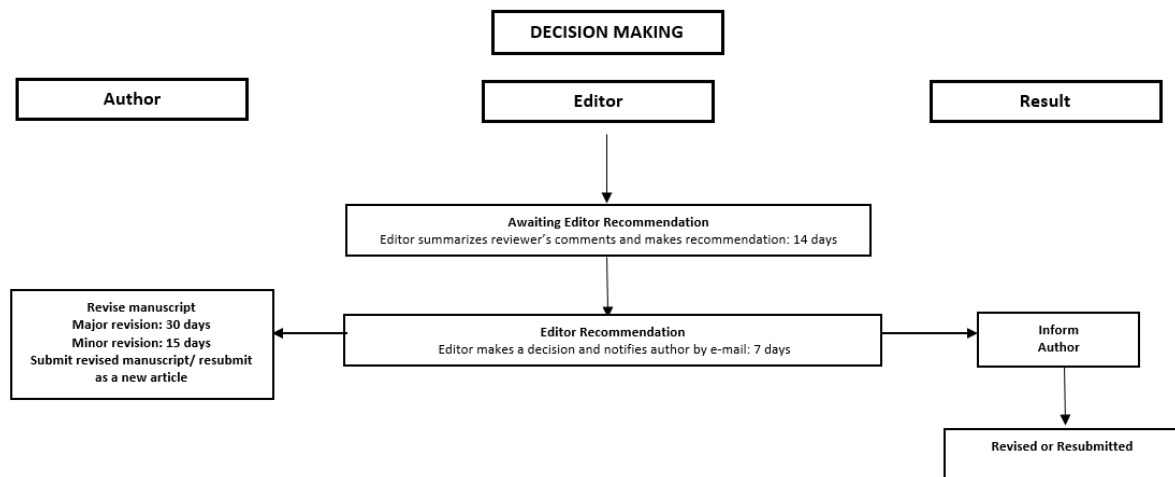 DECISION MAKING
Author
Editor
Result
Awaiting Editor Recommendation
Editor summarizes reviewer's comments and makes recommendation: 14 days
Revise manuscript
Major revision: 30 days
Minor revision: 15 days
Submit revised manuscript/ resubmit
as a new article
Editor Recommendation
Editor makes a decision and notifies author by e-mail: 7 days
Inform
Author
Revised or Resubmitted